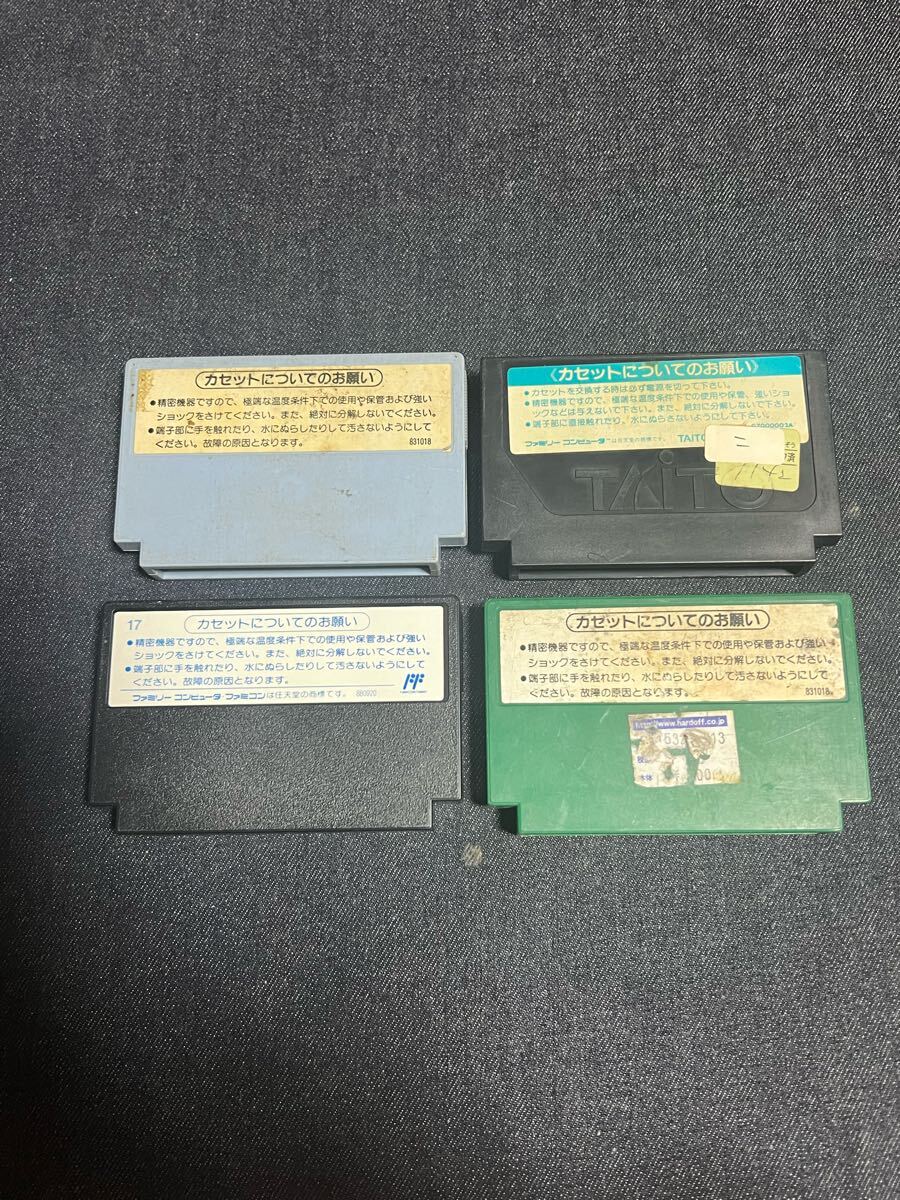 カセットについてのお願い
●精密機器ですので、極端な温度条件下での使用や保管および強い
ショックをさけてください。また、絶対に分解しないでください。
●端子部に手を触れたり、水にぬらしたりして汚さないようにして
ください。故障の原因となります。
831018
《カセットについてのお願い》
●カセットを交換する時は必ず電源を切って下さい。
●精密機器ですので、極端な温度条件下での使用や保管、強いショ
ックなどは与えないで下さい。また、絶対に分解しないで下さい。
●端子部に直接触れたり、水にぬらさないようにして下さい。
ファミリー コンピュータ™は任天堂の商標です。 TAITO
ニ
済
TAITO
17
カセットについてのお願い
●精密機器ですので、極端な温度条件下での使用や保管および強い
ショックをさけてください。また、絶対に分解しないでください。
●端子部に手を触れたり、水にぬらしたりして汚さないようにして
ください。故障の原因となります。
ファミリー コンピュータ・ファミコンは任天堂の商標です。 880920
カセットについてのお願い
●精密機器ですので、極端な温度条件下での使用や保管および強い
ショックをさけてください。また、絶対に分解しないでください。
●端子部に手を触れたり、水にぬらしたりして汚さないようにして
ください。故障の原因となります。
831018
http://www.hardoff.co.jp
13
本体